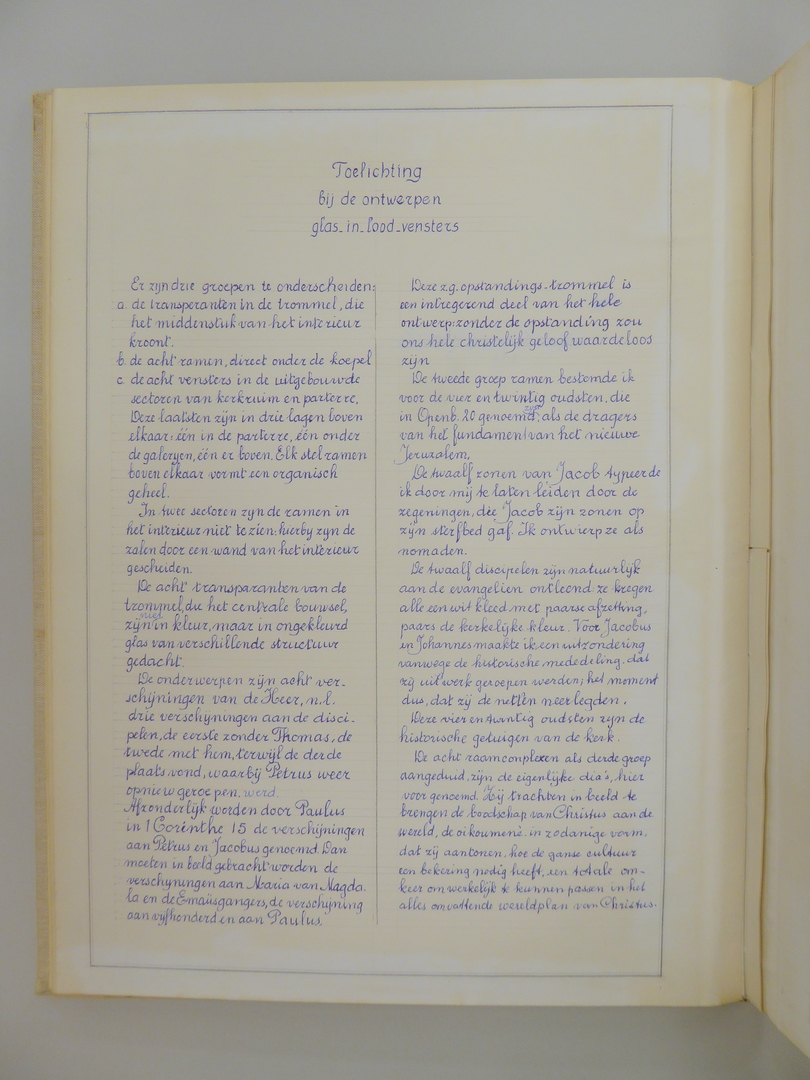 Toelichting
bij de ontwerpen
glas-in-lood-vensters
Er zijn drie groepen te onderscheiden:
a. de transperanten in de trommel, die
het middenstuk van het interieur
kroont.
b. de acht ramen, direct onder de koepel
c. de acht vensters in de uitgebouwde
sectoren van kerkruim en parterre.
Deze laatsten zijn in drie lagen boven
elkaar: één in de parterre, één onder
de galeryen, één er boven. Elk stel ramen
boven elkaar vormt een organisch
geheel.
In twee sectoren zyn de ramen in
het interieur niet te zien: hierby zyn de
zalen door een wand van het interieur
gescheiden.
De acht transparanten van de
trommel, die het centrale bouwsel,
zijn niet in kleur, maar in ongekleurd
glas van verschillende structuur
gedacht.
De onderwerpen zijn acht ver-
schijningen van de Heer, n.l.
drie verschyningen aan de disci-
pelen, de eerste zonder Thomas, de
twede met hem, terwijl de derde
plaats vond, waarbij Petrus weer
opnieuw geroepen werd.
Afzonderlijk worden door Paulus
in 1 Corinthe 15 de verschijningen
aan Petrus en Jacobus genoemd. Dan
moeten in beeld gebracht worden de
verschyningen aan Maria van Magda-
la en de Emaüsgangers, de verschyning
aan vyfhonderd en aan Paulus.
Deze z.g. opstandings-trommel is
een intregerend deel van het hele
ontwerp: zonder de opstanding zou
ons hele christelijk geloof waardeloos
zijn
De tweede groep ramen bestemde ik
voor de vier en twintig oudsten, die
in Openb. 20 genoemd zijn, als de dragers
van het fundament van het nieuwe
Jeruzalem.
De twaalf zonen van Jacob typeerde
ik door mij te laten leiden door de
zegeningen, die Jacob zijn zonen op
zijn sterfbed gaf. Ik ontwierp ze als
nomaden.
De twaalf discipelen zijn natuurlijk
aan de evangelien ontleend: ze kregen
alle een wit kleed met paarse afzetting,
paars de kerkelijke kleur. Voor Jacobus
en Johannes maakte ik een uitzondering
vanwege de historische mededeling, dat
zij uit werk geroepen werden; het moment
dus, dat zij de netten neerlegden.
Deze vier en twintig oudsten zyn de
historische getuigen van de kerk.
De acht raamconplexen als derde groep
aangeduid, zijn de eigenlijke dia's, hier
voor genoemd. Zij trachten in beeld te
brengen de boodschap van Christus aan de
wereld, de oikoumenè, in zodanige vorm,
dat zij aantonen, hoe de ganse cultuur
een bekering nodig heeft, een totale om-
keer om werkelijk te kunnen passen in het
alles omvattende wereldplan van Christus.